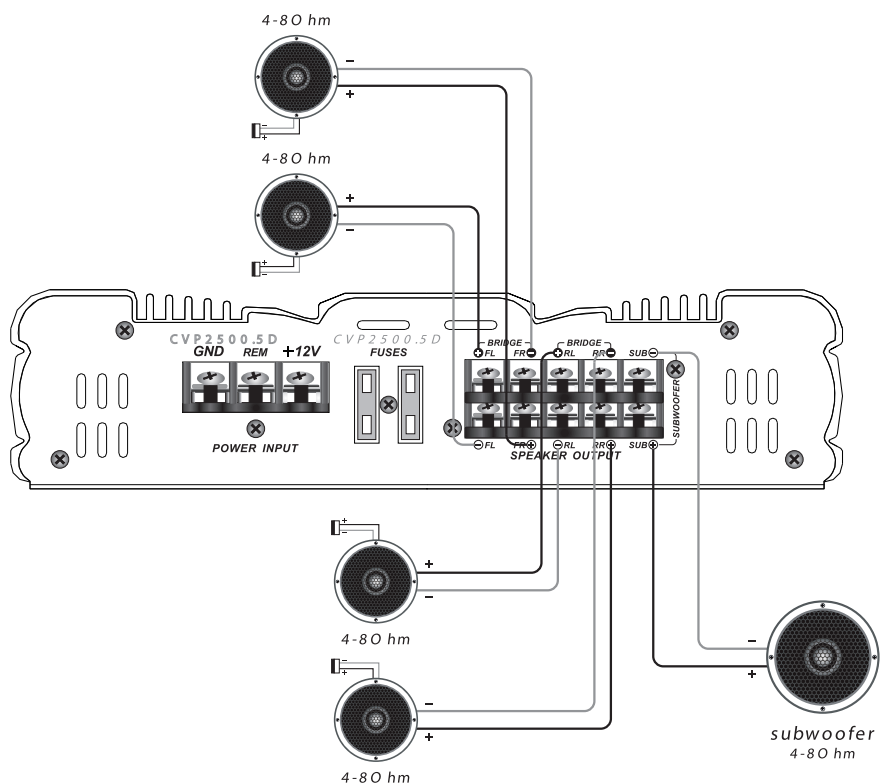 4-8O hm
−
+
− +
4-8O hm
+
−
+ −
CVP2500.5D
CVP2500.5D
GND REM +12V
FUSES
BRIDGE BRIDGE
+ FL FR − + RL RR − SUB −
POWER INPUT
SUBWOOFER
− FL FR + − RL RR + SUB +
SPEAKER OUTPUT
+ −
+
−
4-8O hm
− +
−
+
4-8O hm
−
+
subwoofer
4-8O hm